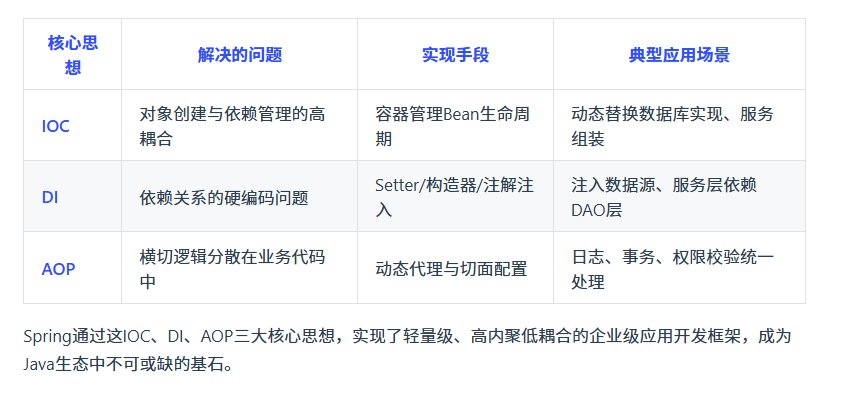 核心思想 解决的问题 实现手段 典型应用场景
IOC 对象创建与依赖管理的高耦合 容器管理Bean生命周期 动态替换数据库实现、服务组装
DI 依赖关系的硬编码问题 Setter/构造器/注解注入 注入数据源、服务层依赖DAO层
AOP 横切逻辑分散在业务代码中 动态代理与切面配置 日志、事务、权限校验统一处理
Spring通过这IOC、DI、AOP三大核心思想，实现了轻量级、高内聚低耦合的企业级应用开发框架，成为
Java生态中不可或缺的基石。